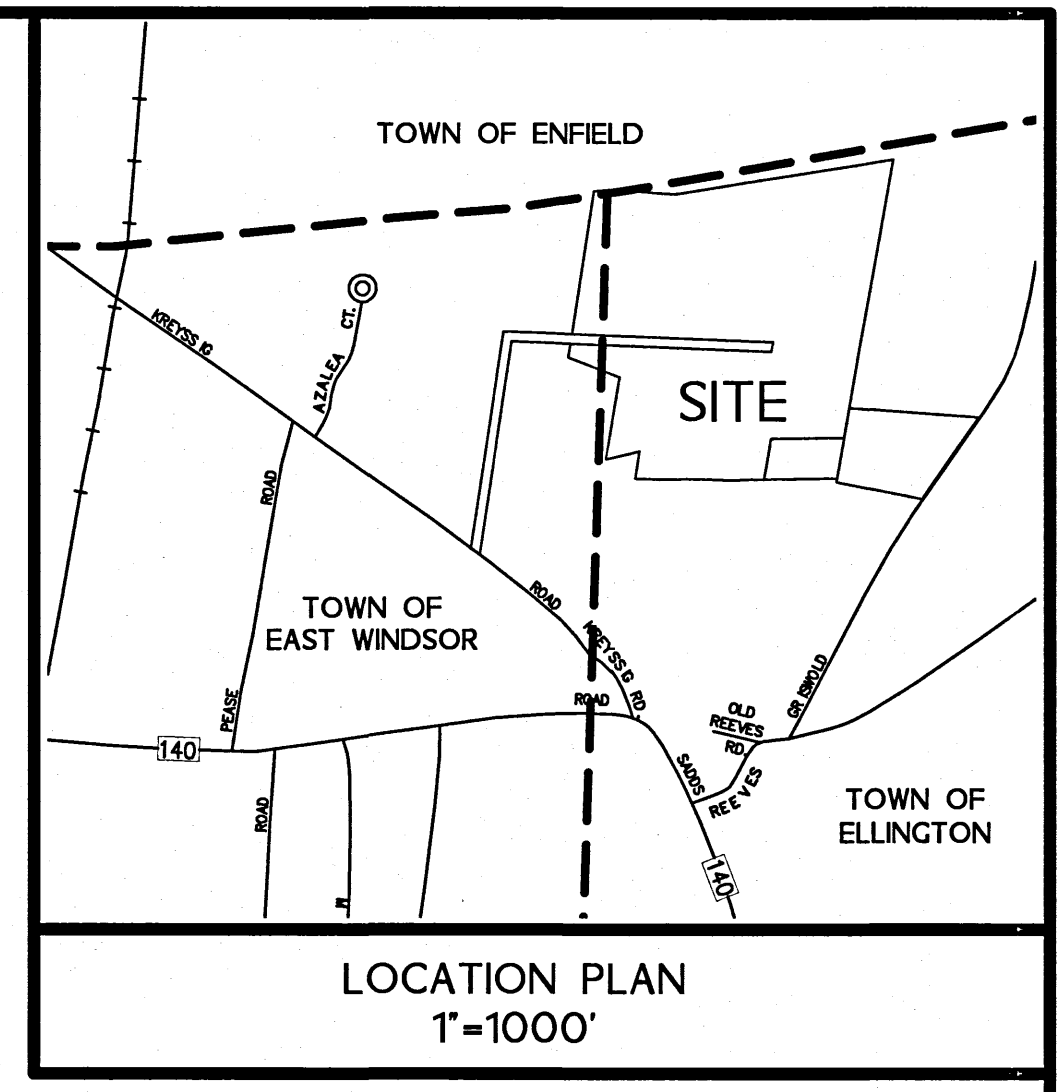 TOWN OF ENFIELD
KREYSSIG
AZALEA CT.
SITE
ROAD
ROAD
TOWN OF
EAST WINDSOR
KREYSSIG RD.
ROAD
PEASE
OLD
REEVES
RD.
GRISWOLD
140
SADDS
REEVES
ROAD
TOWN OF
ELLINGTON
140
LOCATION PLAN
1"=1000'